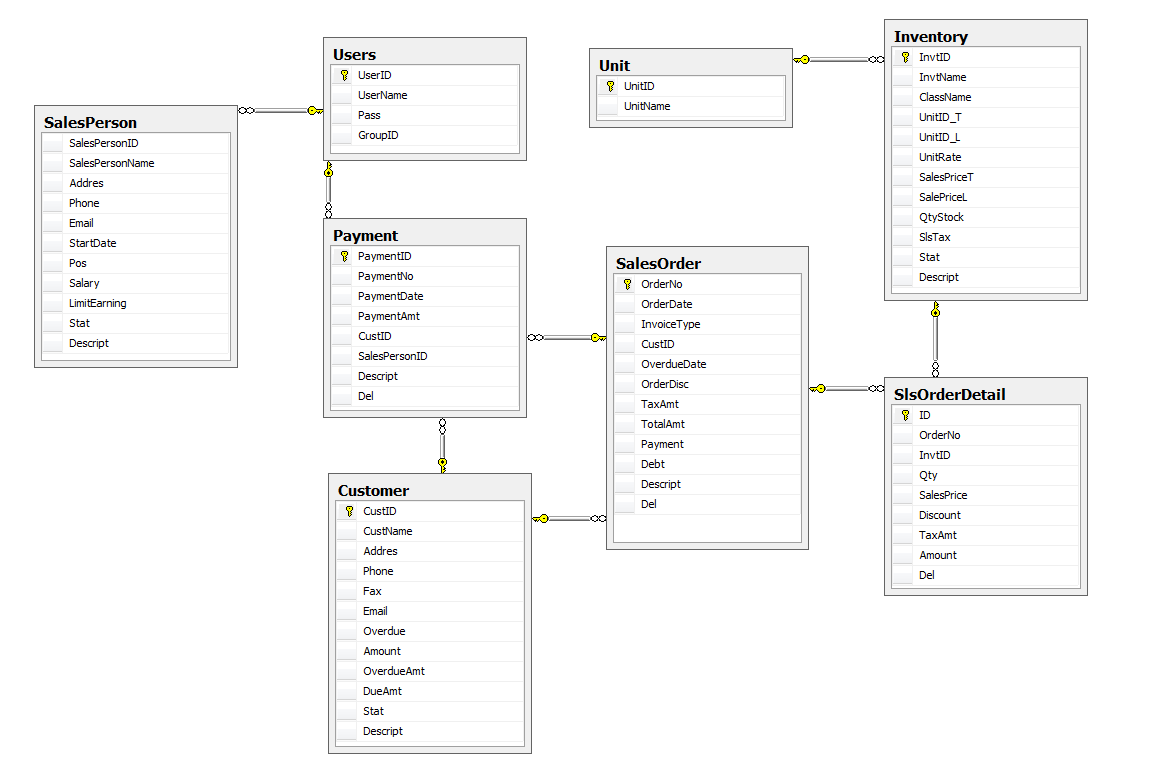 Users
UserID
UserName
Pass
GroupID
Unit
UnitID
UnitName
Inventory
InvtID
InvtName
ClassName
UnitID_T
UnitID_L
UnitRate
SalesPriceT
SalePriceL
QtyStock
SlsTax
Stat
Descript
SalesPerson
SalesPersonID
SalesPersonName
Addres
Phone
Email
StartDate
Pos
Salary
LimitEarning
Stat
Descript
Payment
PaymentID
PaymentNo
PaymentDate
PaymentAmt
CustID
SalesPersonID
Descript
Del
SalesOrder
OrderNo
OrderDate
InvoiceType
CustID
OverdueDate
OrderDisc
TaxAmt
TotalAmt
Payment
Debt
Descript
Del
SlsOrderDetail
ID
OrderNo
InvtID
Qty
SalesPrice
Discount
TaxAmt
Amount
Del
Customer
CustID
CustName
Addres
Phone
Fax
Email
Overdue
Amount
OverdueAmt
DueAmt
Stat
Descript